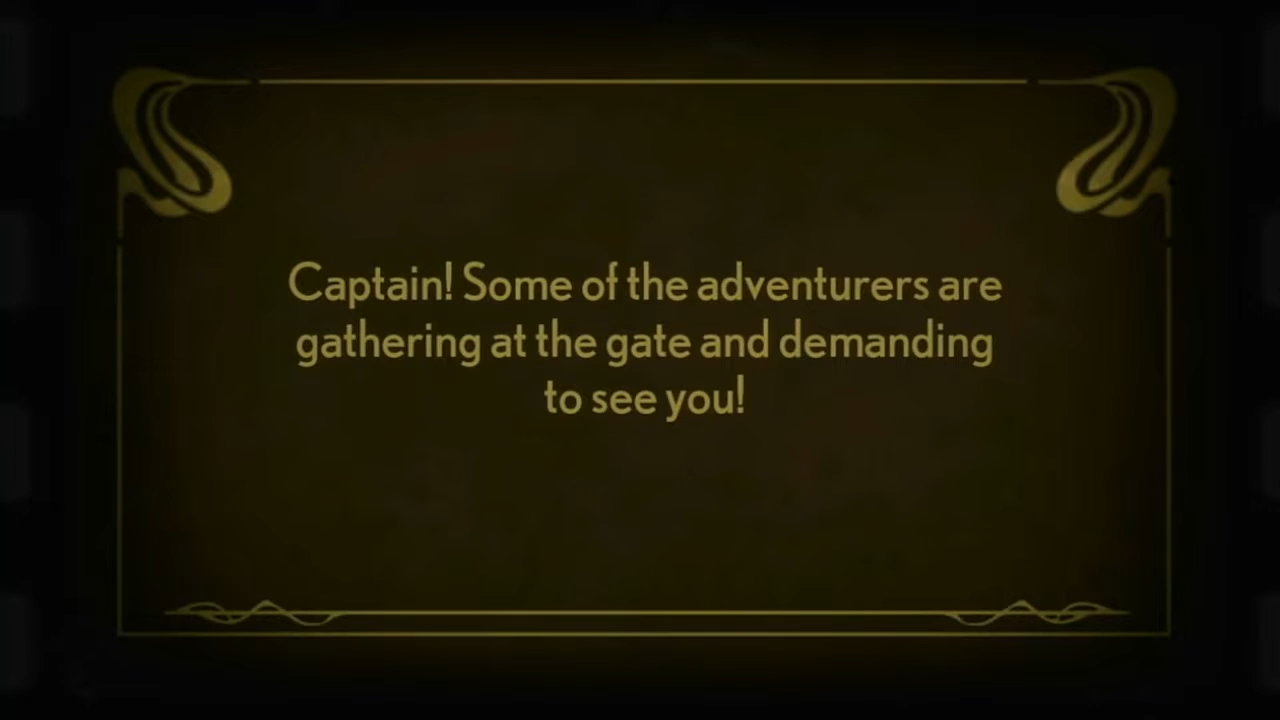 Captain! Some of the adventurers are
gathering at the gate and demanding
to see you!